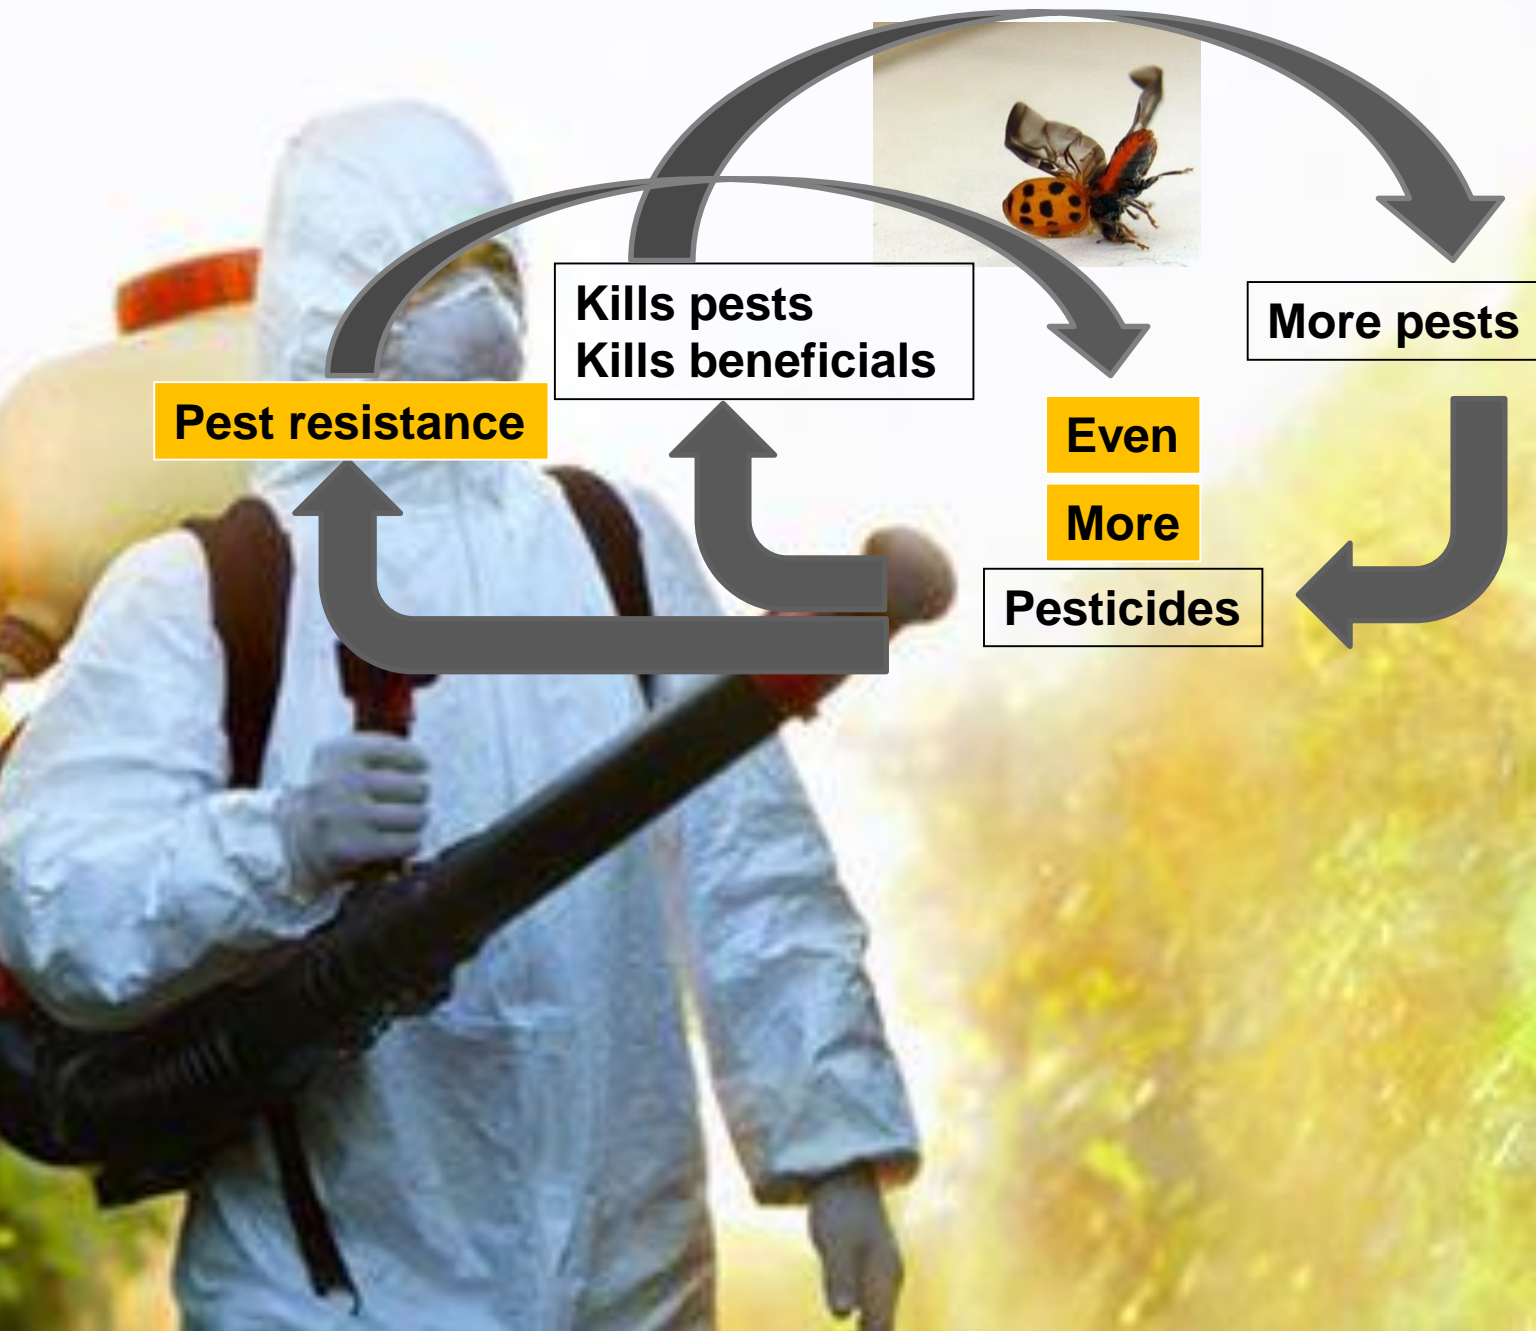 Kills pests
Kills beneficials
More pests
Pest resistance
Even
More
Pesticides